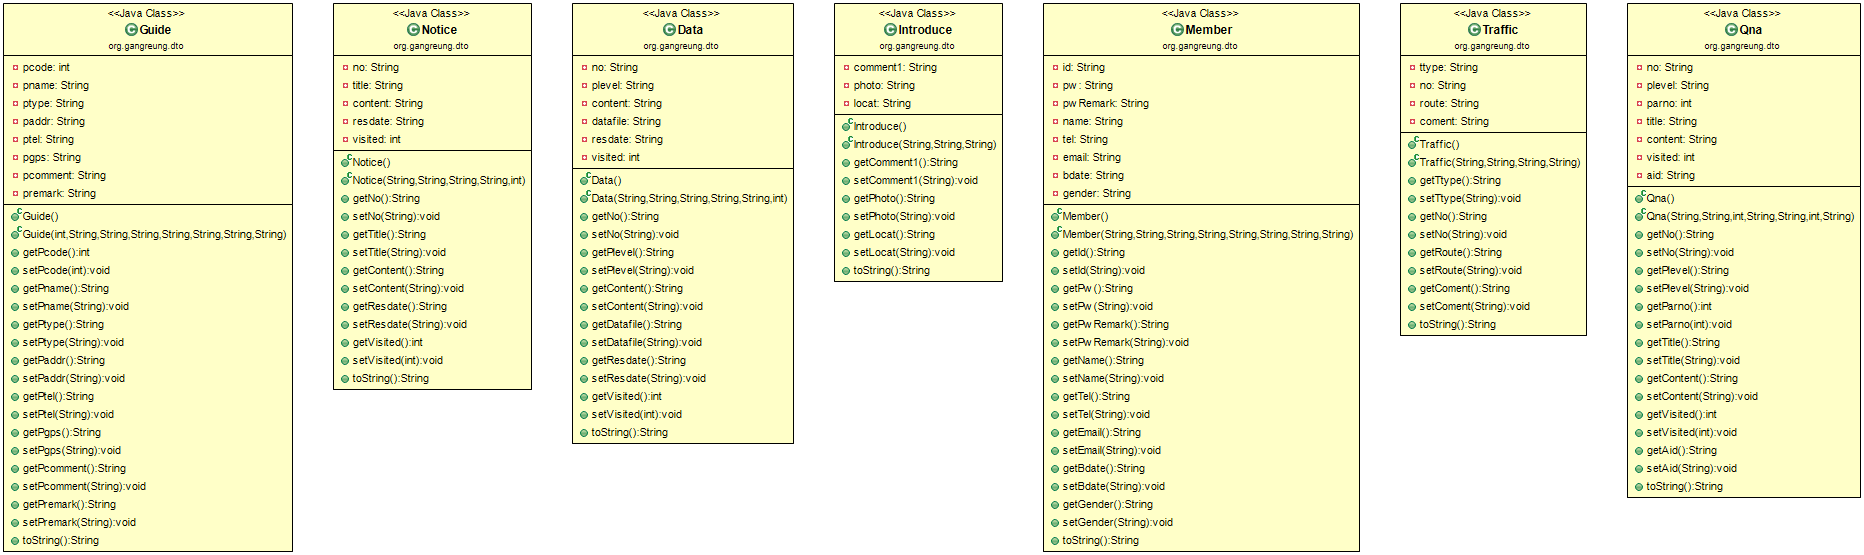 <<Java Class>>
Guide
org.gangreung.dto
pcode: int
pname: String
ptype: String
paddr: String
ptel: String
pgps: String
pcomment: String
premark: String
Guide()
Guide(int,String,String,String,String,String,String,String)
getPcode():int
setPcode(int):void
getPname():String
setPname(String):void
getPtype():String
setPtype(String):void
getPaddr():String
setPaddr(String):void
getPtel():String
setPtel(String):void
getPgps():String
setPgps(String):void
getPcomment():String
setPcomment(String):void
getPremark():String
setPremark(String):void
toString():String
<<Java Class>>
Notice
org.gangreung.dto
no: String
title: String
content: String
resdate: String
visited: int
Notice()
Notice(String,String,String,String,int)
getNo():String
setNo(String):void
getTitle():String
setTitle(String):void
getContent():String
setContent(String):void
getResdate():String
setResdate(String):void
getVisited():int
setVisited(int):void
toString():String
<<Java Class>>
Data
org.gangreung.dto
no: String
plevel: String
content: String
datafile: String
resdate: String
visited: int
Data()
Data(String,String,String,String,String,int)
getNo():String
setNo(String):void
getPlevel():String
setPlevel(String):void
getContent():String
setContent(String):void
getDatafile():String
setDatafile(String):void
getResdate():String
setResdate(String):void
getVisited():int
setVisited(int):void
toString():String
<<Java Class>>
Introduce
org.gangreung.dto
comment1: String
photo: String
locat: String
Introduce()
Introduce(String,String,String)
getComment1():String
setComment1(String):void
getPhoto():String
setPhoto(String):void
getLocat():String
setLocat(String):void
toString():String
<<Java Class>>
Member
org.gangreung.dto
id: String
pw: String
pwRemark: String
name: String
tel: String
email: String
bdate: String
gender: String
Member()
Member(String,String,String,String,String,String,String,String)
getId():String
setId(String):void
getPw():String
setPw(String):void
getPwRemark():String
setPwRemark(String):void
getName():String
setName(String):void
getTel():String
setTel(String):void
getEmail():String
setEmail(String):void
getBdate():String
setBdate(String):void
getGender():String
setGender(String):void
toString():String
<<Java Class>>
Traffic
org.gangreung.dto
ttype: String
no: String
route: String
coment: String
Traffic()
Traffic(String,String,String,String)
getTtype():String
setTtype(String):void
getNo():String
setNo(String):void
getRoute():String
setRoute(String):void
getComent():String
setComent(String):void
toString():String
<<Java Class>>
Qna
org.gangreung.dto
no: String
plevel: String
parno: int
title: String
content: String
visited: int
aid: String
Qna()
Qna(String,String,int,String,String,int,String)
getNo():String
setNo(String):void
getPlevel():String
setPlevel(String):void
getParno():int
setParno(int):void
getTitle():String
setTitle(String):void
getContent():String
setContent(String):void
getVisited():int
setVisited(int):void
getAid():String
setAid(String):void
toString():String